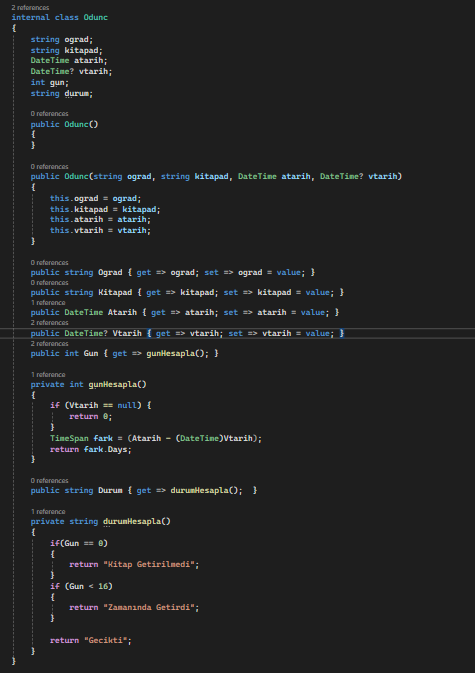 2 references
internal class Odunc
{
string ograd;
string kitapad;
DateTime atarih;
DateTime? vtarih;
int gun;
string durum;
0 references
public Odunc()
{
}
0 references
public Odunc(string ograd, string kitapad, DateTime atarih, DateTime? vtarih)
{
this.ograd = ograd;
this.kitapad = kitapad;
this.atarih = atarih;
this.vtarih = vtarih;
}
0 references
public string Ograd { get => ograd; set => ograd = value; }
0 references
public string Kitapad { get => kitapad; set => kitapad = value; }
1 reference
public DateTime Atarih { get => atarih; set => atarih = value; }
2 references
public DateTime? Vtarih { get => vtarih; set => vtarih = value; }
2 references
public int Gun { get => gunHesapla(); }
1 reference
private int gunHesapla()
{
if (Vtarih == null) {
return 0;
}
TimeSpan fark = (Atarih - (DateTime)Vtarih);
return fark.Days;
}
0 references
public string Durum { get => durumHesapla();  }
1 reference
private string durumHesapla()
{
if(Gun == 0)
{
return "Kitap Getirilmedi";
}
if (Gun < 16)
{
return "Zamanında Getirdi";
}
return "Gecikti";
}
}